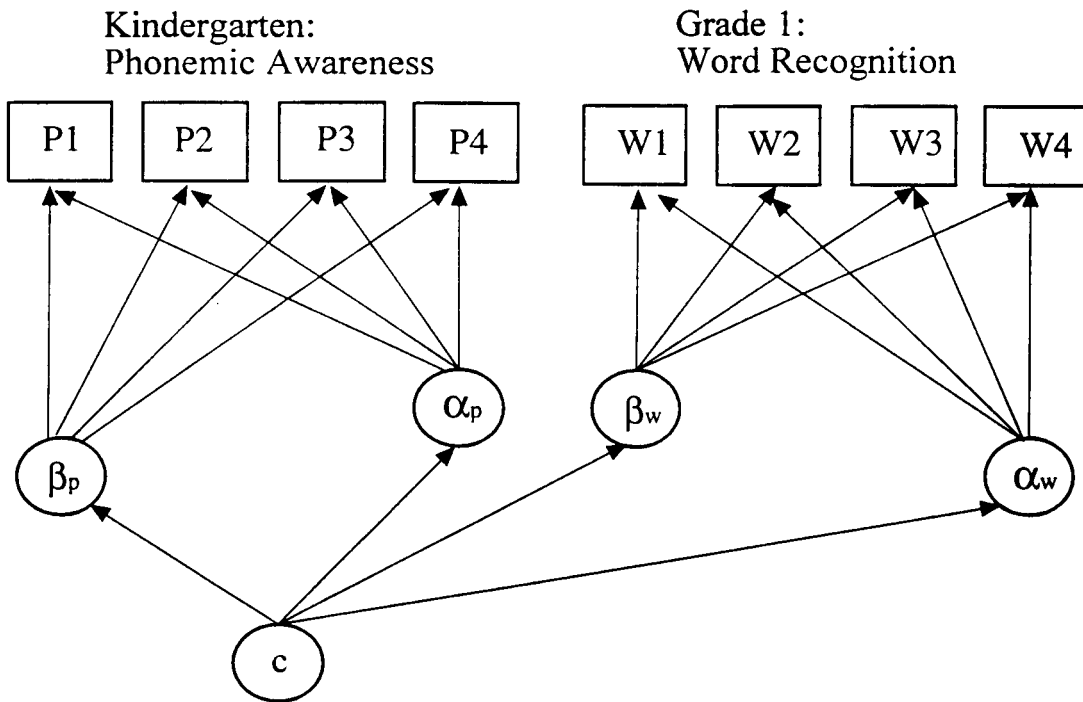 Kindergarten:
Phonemic Awareness
Grade 1:
Word Recognition
P1 P2 P3 P4 W1 W2 W3 W4
αp βw
βp αw
c